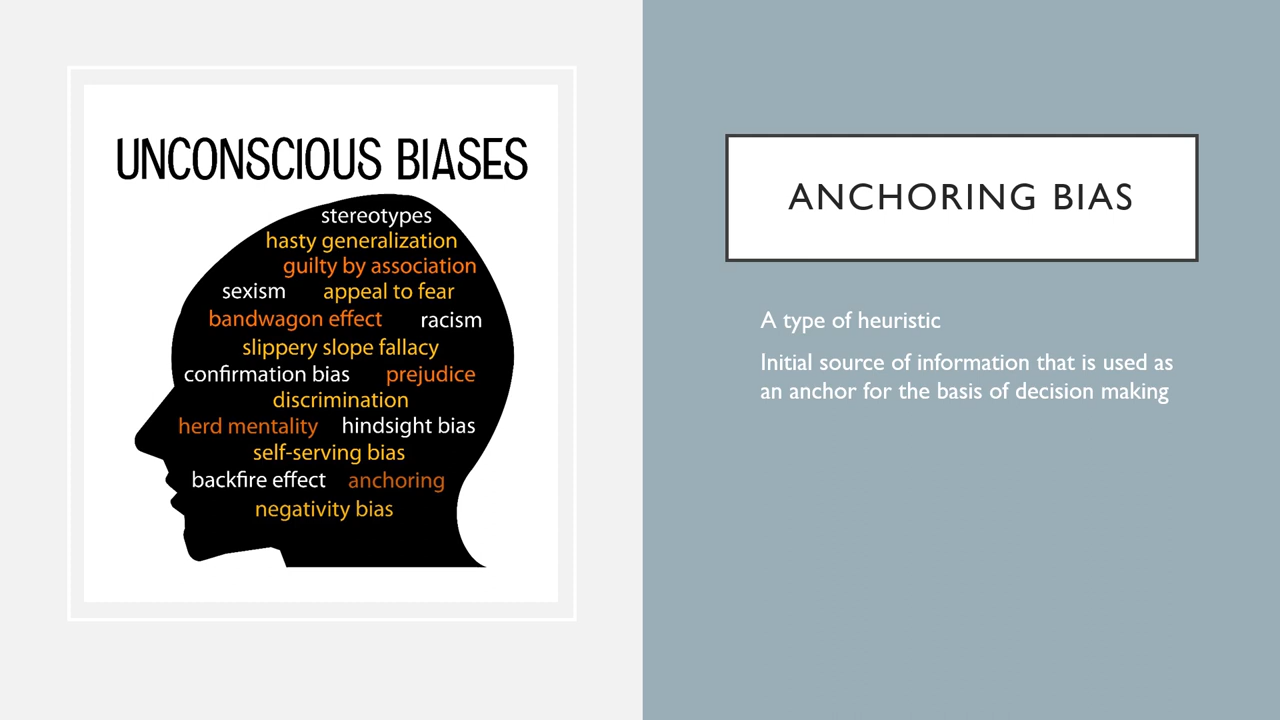 UNCONSCIOUS BIASES
stereotypes
hasty generalization
guilty by association
sexism appeal to fear
bandwagon effect racism
slippery slope fallacy
confirmation bias prejudice
discrimination
herd mentality hindsight bias
self-serving bias
backfire effect anchoring
negativity bias
ANCHORING BIAS
A type of heuristic
Initial source of information that is used as
an anchor for the basis of decision making